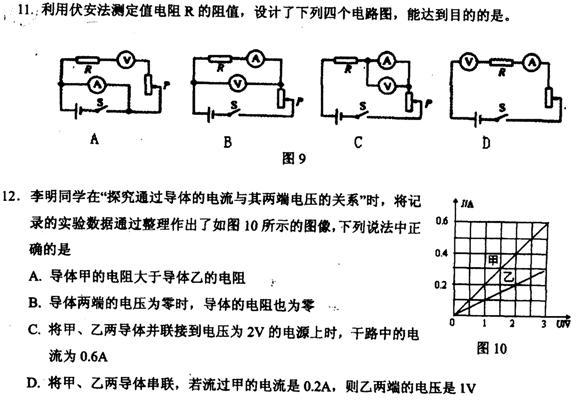 11. 利用伏安法测定值电阻 R 的阻值，设计了下列四个电路图，能达到目的的是。
R V A S P
R A V S P
R A V S P
V R A S P
A B C D
图9
12. 李明同学在“探究通过导体的电流与其两端电压的关系”时，将记
录的实验数据通过整理作出了如图 10 所示的图像，下列说法中正
确的是
A. 导体甲的电阻大于导体乙的电阻
B. 导体两端的电压为零时，导体的电阻也为零
C. 将甲、乙两导体并联接到电压为 2V 的电源上时，干路中的电
流为 0.6A
D. 将甲、乙两导体串联，若流过甲的电流是 0.2A，则乙两端的电压是 1V
I/A
0.6
0.4
0.2
甲
乙
0 1 2 3 U/V
图 10